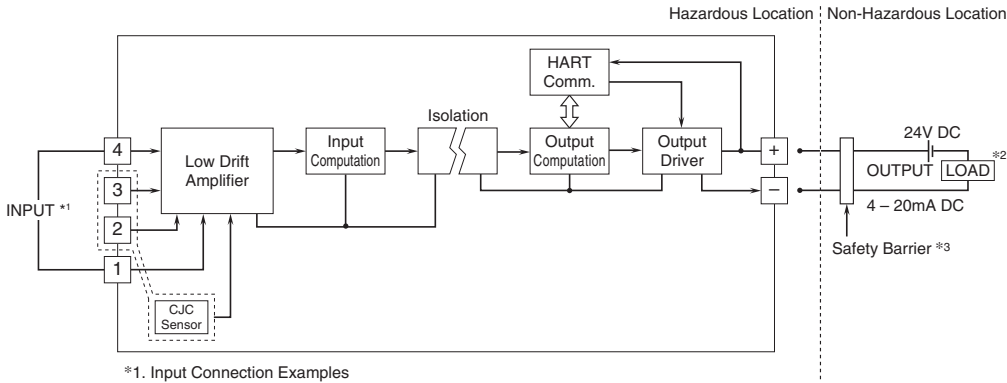 Hazardous Location
Non-Hazardous Location
HART
Comm.
Isolation
4
3
2
1
INPUT *1
Low Drift
Amplifier
Input
Computation
Output
Computation
Output
Driver
+
−
24V DC
OUTPUT
LOAD
*2
4 – 20mA DC
Safety Barrier *3
CJC
Sensor
*1. Input Connection Examples